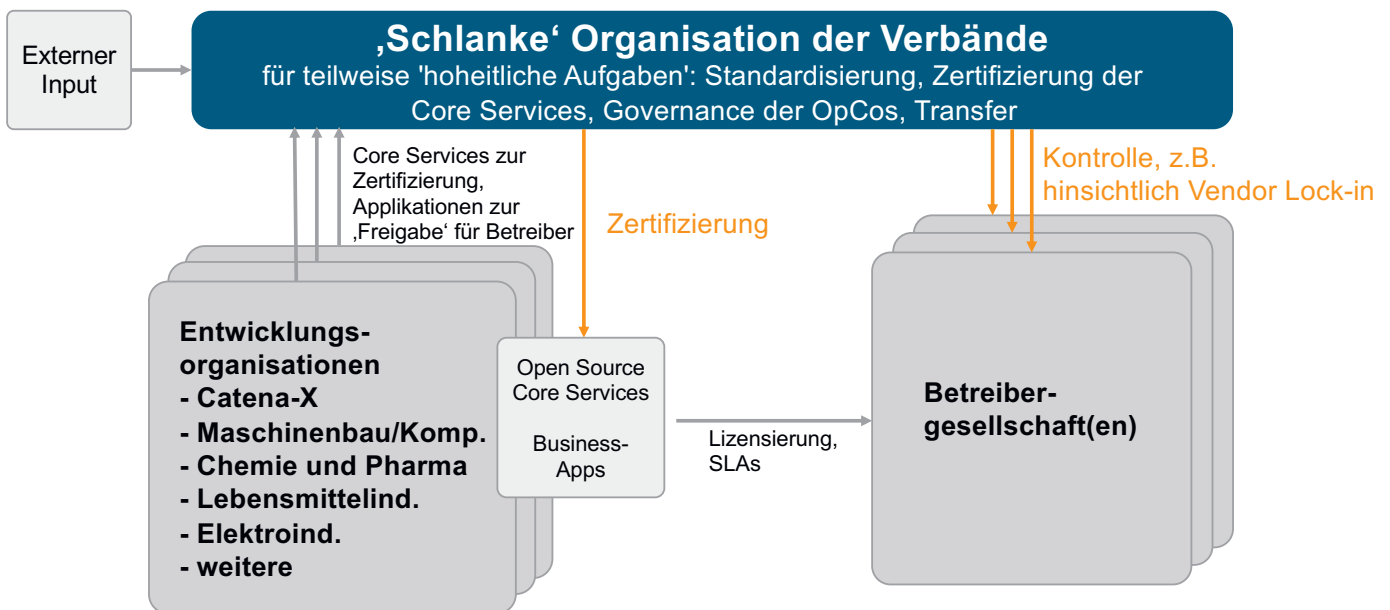 Externer
Input
‚Schlanke‘ Organisation der Verbände
für teilweise 'hoheitliche Aufgaben': Standardisierung, Zertifizierung der
Core Services, Governance der OpCos, Transfer
Core Services zur
Zertifizierung,
Applikationen zur
‚Freigabe‘ für Betreiber
Zertifizierung
Kontrolle, z.B.
hinsichtlich Vendor Lock-in
Entwicklungs-
organisationen
- Catena-X
- Maschinenbau/Komp.
- Chemie und Pharma
- Lebensmittelind.
- Elektroind.
- weitere
Open Source
Core Services
Business-
Apps
Lizensierung,
SLAs
Betreiber-
gesellschaft(en)